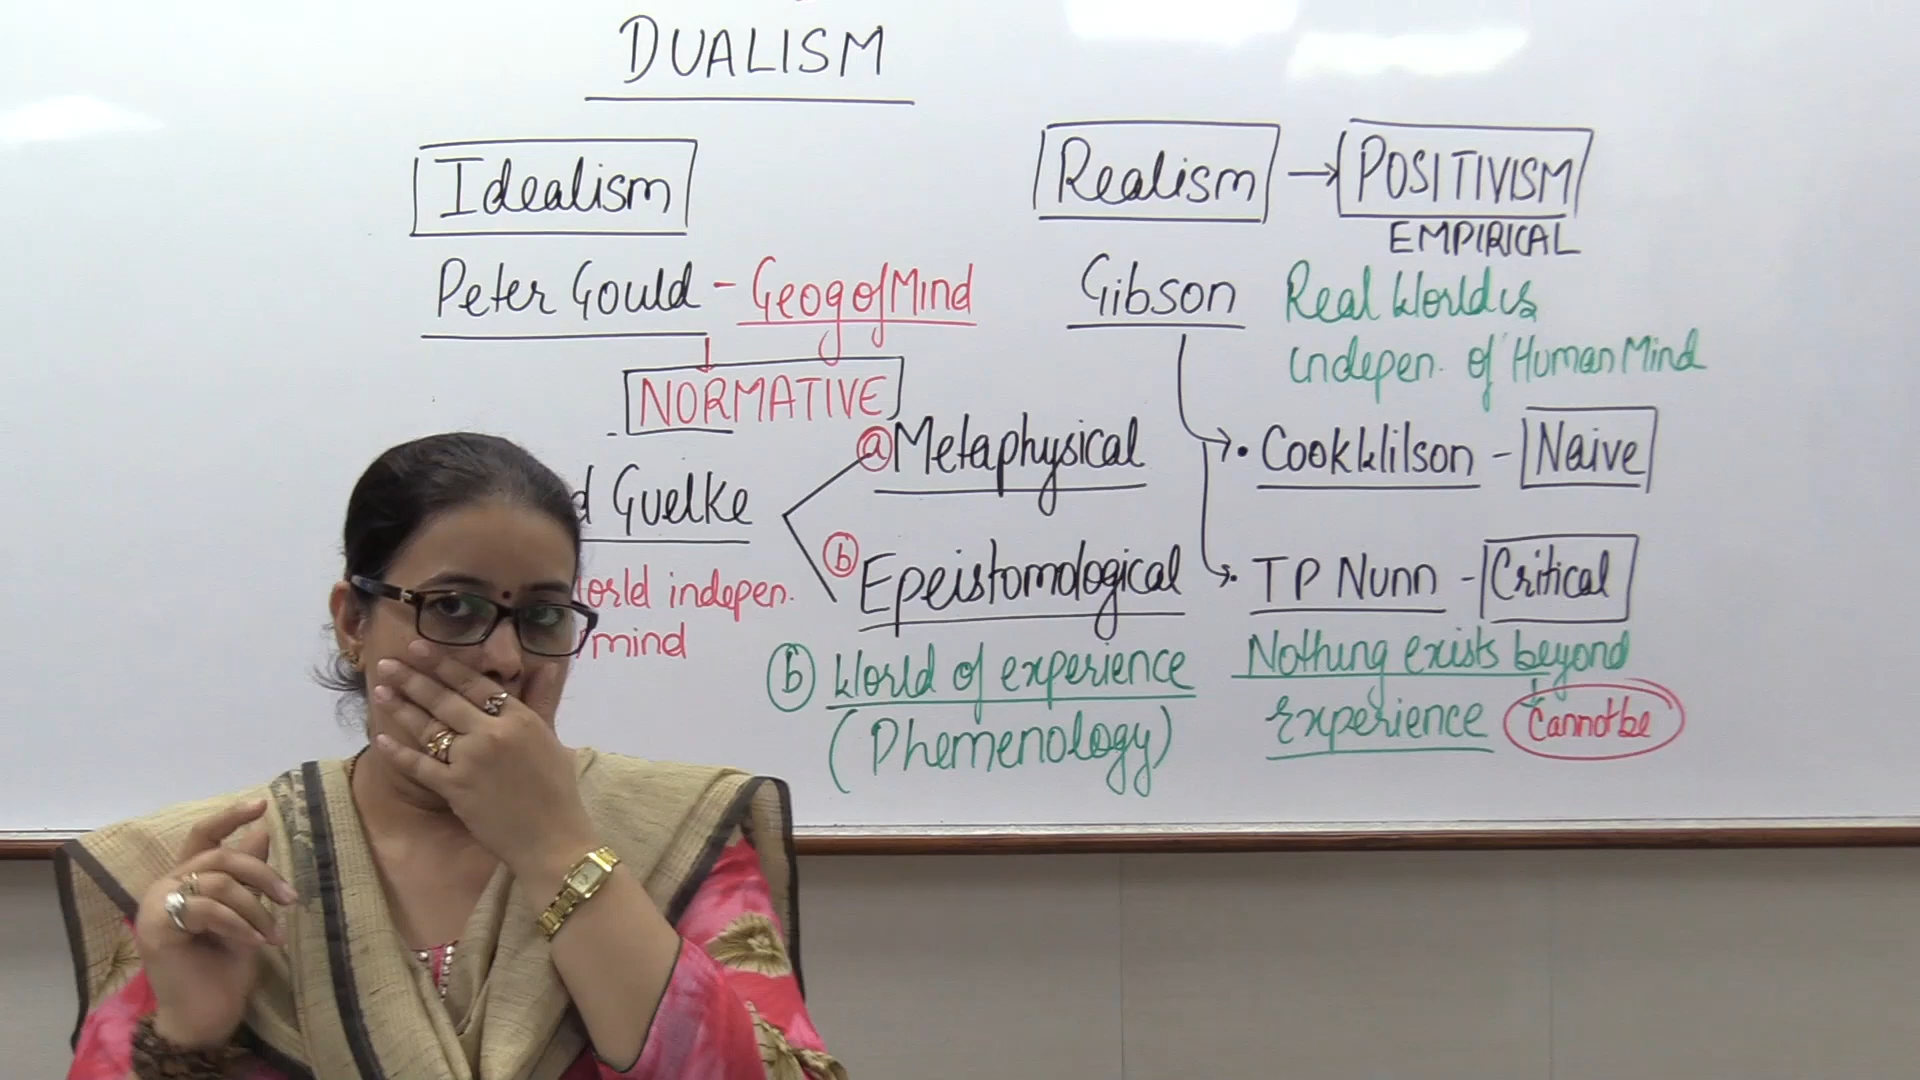 DUALISM
Idealism
Peter Gould - Geog of Mind
NORMATIVE
d Guelke
orld indepen.
mind
a Metaphysical
b Epeistomological
b World of experience
(Phemenology)
Realism → POSITIVISM
EMPIRICAL
Gibson
Real World is
indepen. of Human Mind
• Cook Wilson - Naive
• TP Nunn - Critical
Nothing exists beyond
Experience
Cannot be